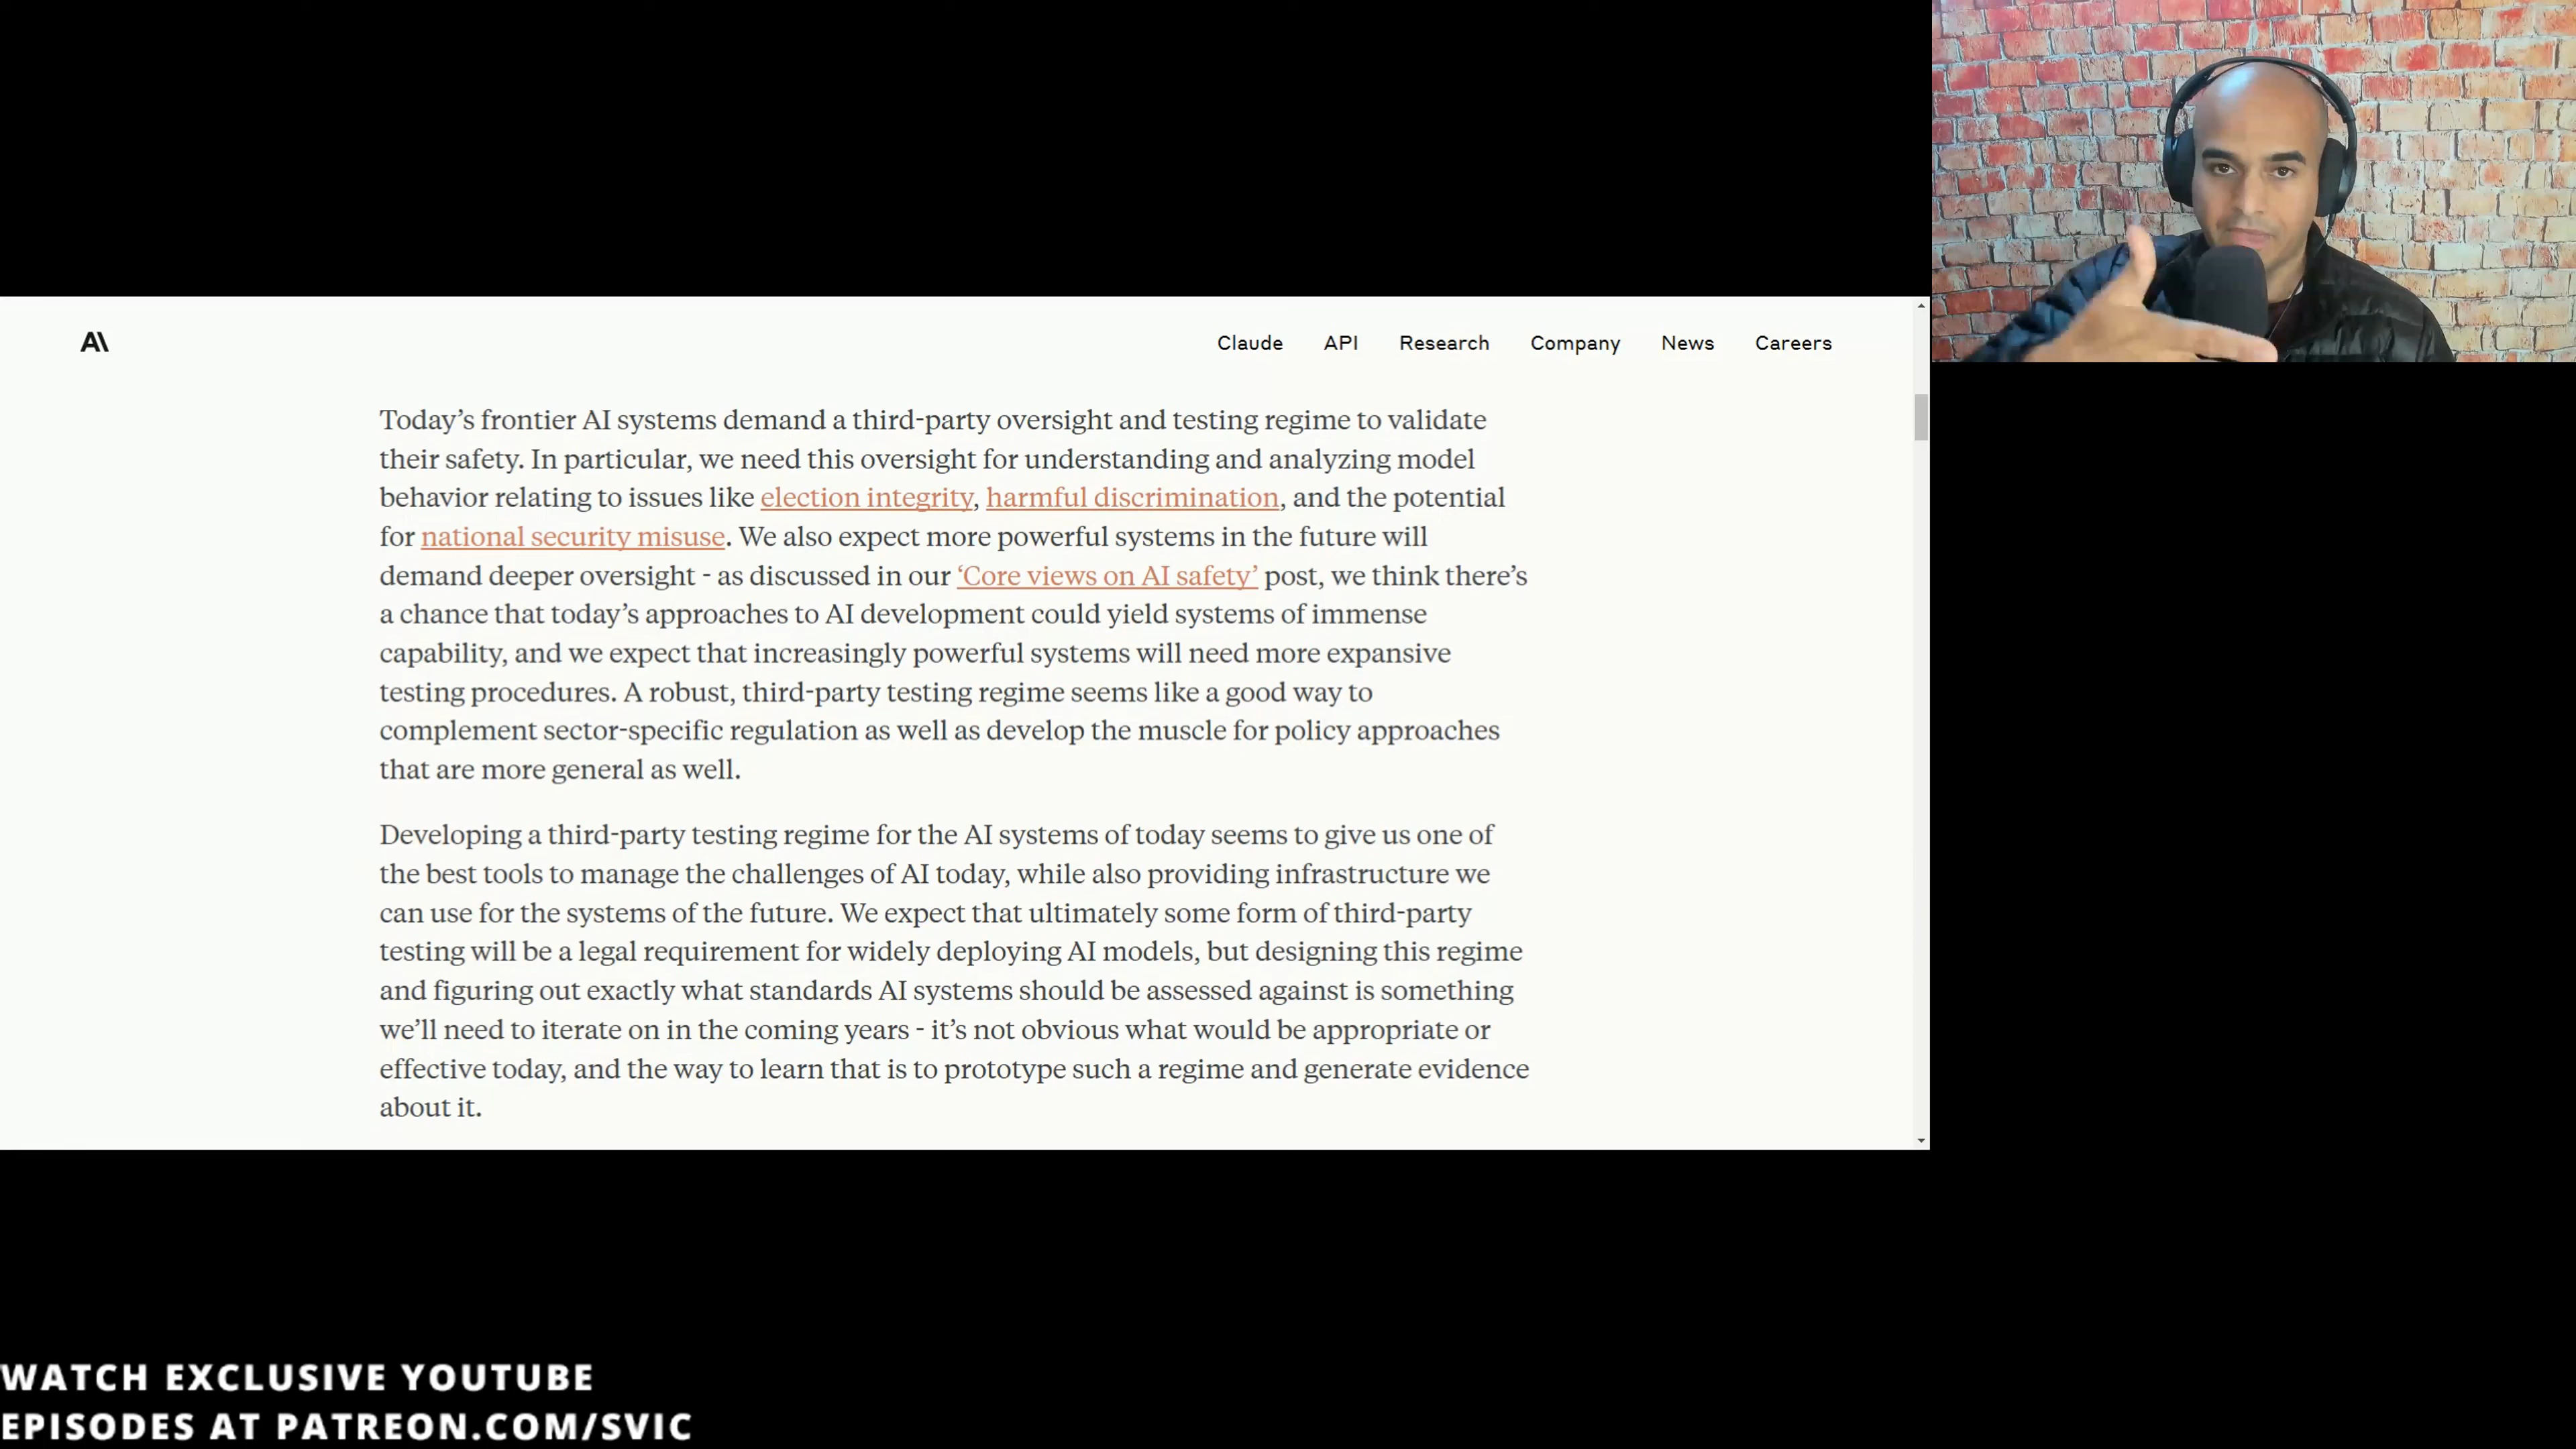 A\
Claude API Research Company News Careers
Today’s frontier AI systems demand a third-party oversight and testing regime to validate
their safety. In particular, we need this oversight for understanding and analyzing model
behavior relating to issues like election integrity, harmful discrimination, and the potential
for national security misuse. We also expect more powerful systems in the future will
demand deeper oversight - as discussed in our ‘Core views on AI safety’ post, we think there’s
a chance that today’s approaches to AI development could yield systems of immense
capability, and we expect that increasingly powerful systems will need more expansive
testing procedures. A robust, third-party testing regime seems like a good way to
complement sector-specific regulation as well as develop the muscle for policy approaches
that are more general as well.
Developing a third-party testing regime for the AI systems of today seems to give us one of
the best tools to manage the challenges of AI today, while also providing infrastructure we
can use for the systems of the future. We expect that ultimately some form of third-party
testing will be a legal requirement for widely deploying AI models, but designing this regime
and figuring out exactly what standards AI systems should be assessed against is something
we’ll need to iterate on in the coming years - it’s not obvious what would be appropriate or
effective today, and the way to learn that is to prototype such a regime and generate evidence
about it.
WATCH EXCLUSIVE YOUTUBE
EPISODES AT PATREON.COM/SVIC